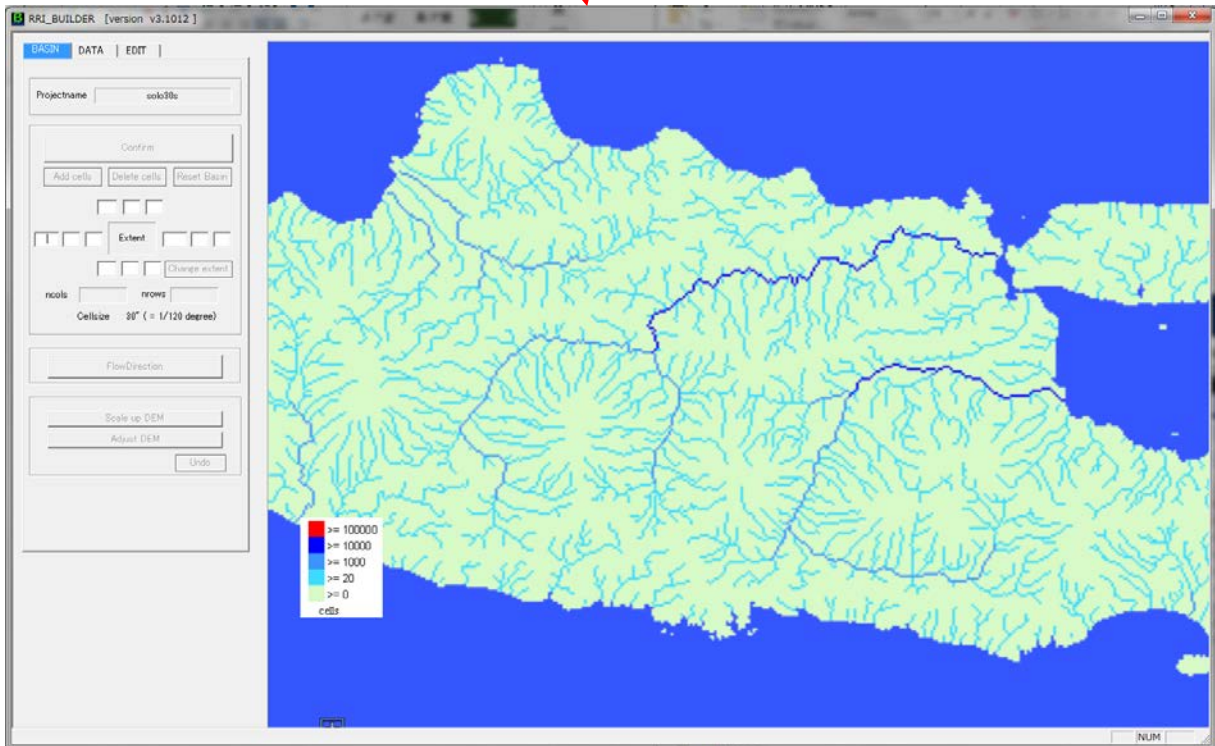 RRI_BUILDER [version v3.1012 ]
BASIN DATA | EDIT |
Projectname solo30s
Confirm
Add cells Delete cells Reset Basin
Extent
Change extent
ncols nrows
Cellsize 30" ( = 1/120 degree)
FlowDirection
Scale up DEM
Adjust DEM
Undo
>= 100000
>= 10000
>= 1000
>= 20
>= 0
cells
NUM